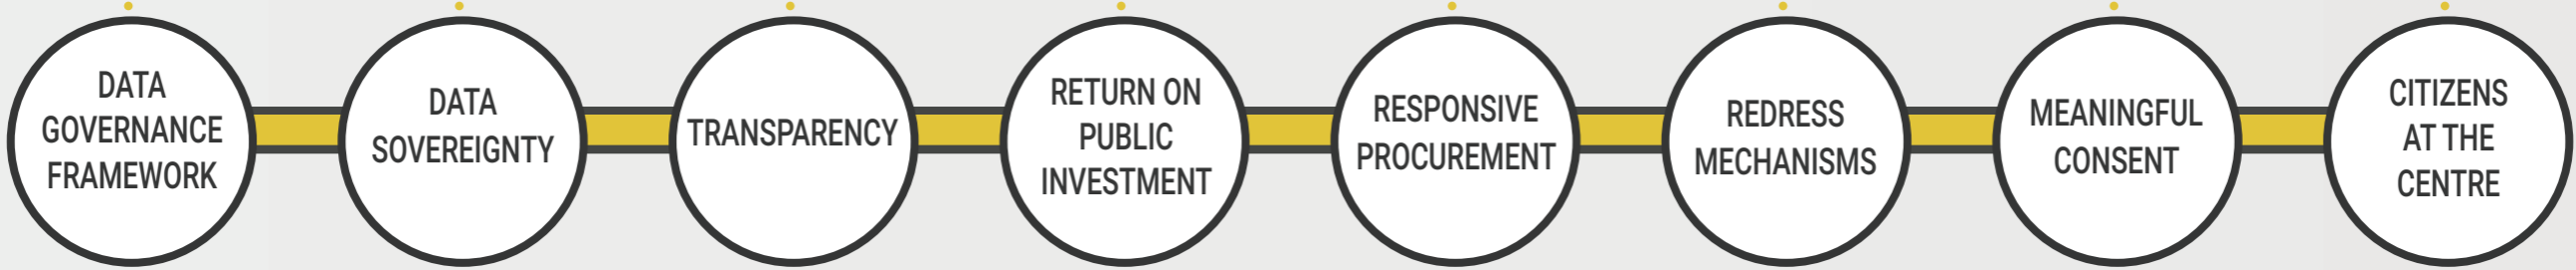 DATA
GOVERNANCE
FRAMEWORK
DATA
SOVEREIGNTY
TRANSPARENCY
RETURN ON
PUBLIC
INVESTMENT
RESPONSIVE
PROCUREMENT
REDRESS
MECHANISMS
MEANINGFUL
CONSENT
CITIZENS
AT THE
CENTRE